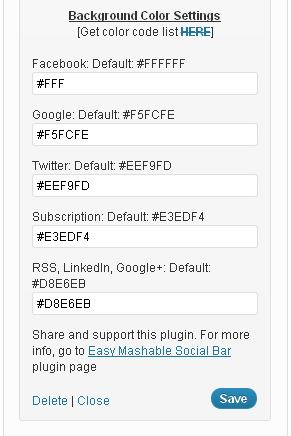 Background Color Settings
[Get color code list HERE]
Facebook: Default: #FFFFFF
#FFF
Google: Default: #F5FCFE
#F5FCFE
Twitter: Default: #EEF9FD
#EEF9FD
Subscription: Default: #E3EDF4
#E3EDF4
RSS, LinkedIn, Google+: Default:
#D8E6EB
#D8E6EB
Share and support this plugin. For more
info, go to Easy Mashable Social Bar
plugin page
Delete | Close
Save